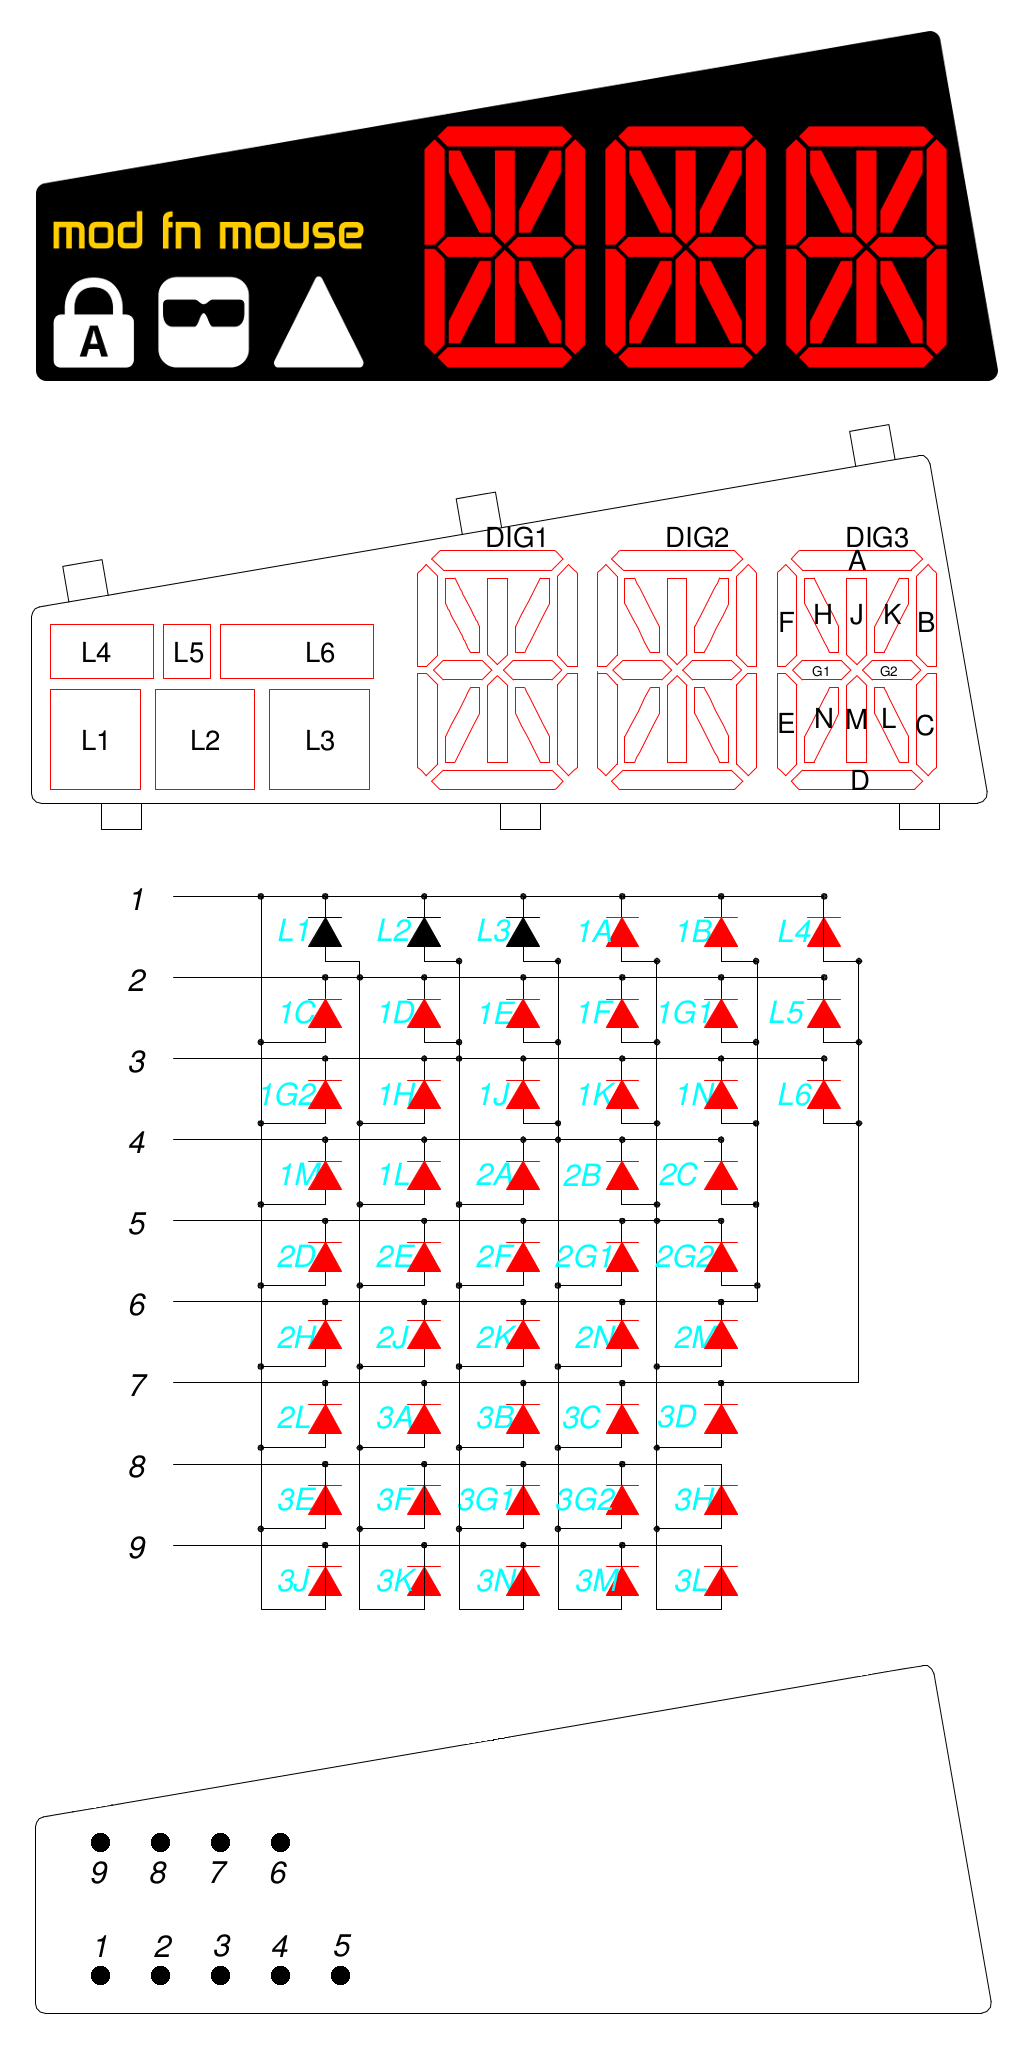 mod fn mouse
A
DIG1 DIG2 DIG3
A
F H J K B
L4 L5 L6
G1 G2
E N M L C
L1 L2 L3
D
1
L1 L2 L3 1A 1B L4
2
1C 1D 1E 1F 1G1 L5
3
1G2 1H 1J 1K 1N L6
4
1M 1L 2A 2B 2C
5
2D 2E 2F 2G1 2G2
6
2H 2J 2K 2N 2M
7
2L 3A 3B 3C 3D
8
3E 3F 3G1 3G2 3H
9
3J 3K 3N 3M 3L
9 8 7 6
1 2 3 4 5